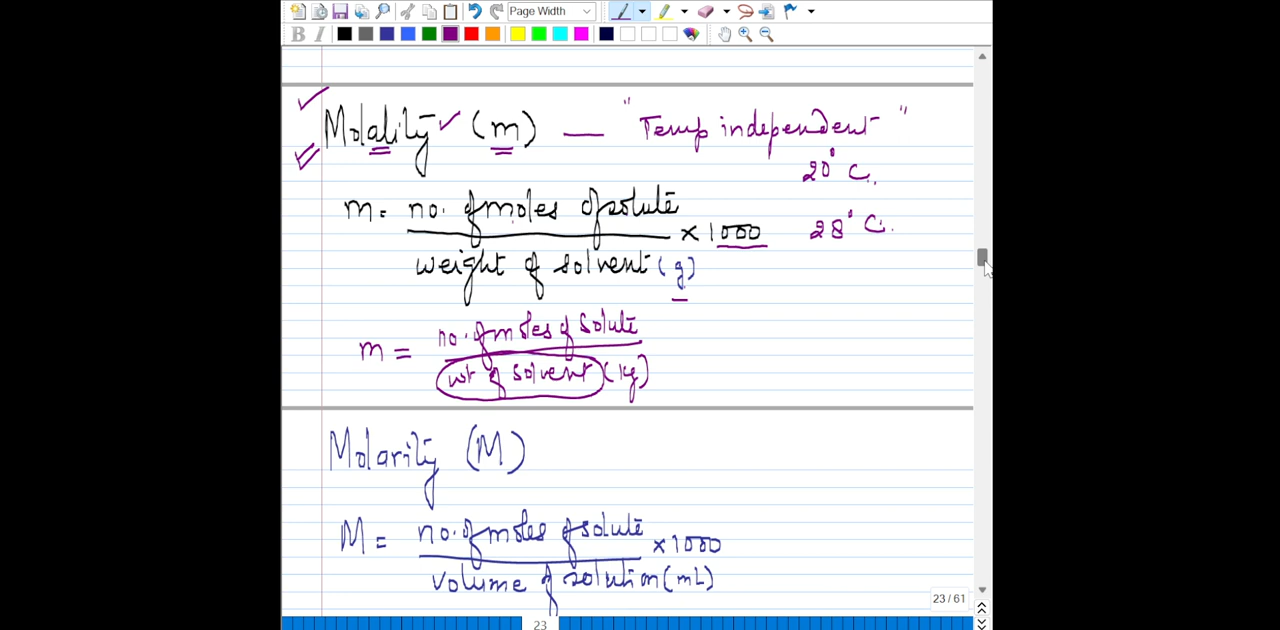 Page Width
B I
Molality (m) — "Temp independent"
20° C.
m = no. of moles of solute
× 1000
28° C.
weight of solvent (g)
m = no. of moles of solute
wt of solvent (kg)
Molarity (M)
M = no. of moles of solute
× 1000
volume of solution (mL)
23/61
23